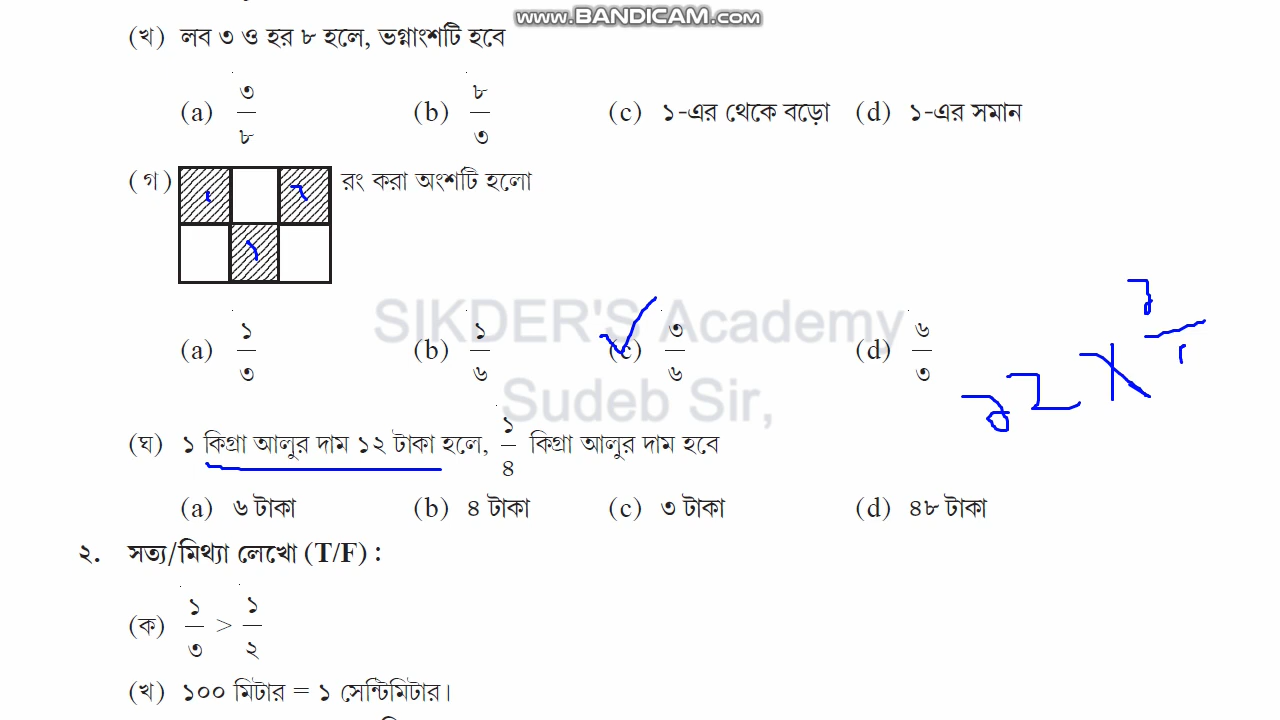 www.BANDICAM.com
(খ) লব ৩ ও হর ৮ হলে, ভগ্নাংশটি হবে
(a) ৩/৮ (b) ৮/৩ (c) ১-এর থেকে বড়ো (d) ১-এর সমান
(গ) রং করা অংশটি হলো
(a) ১/৩ (b) ১/৬ (c) ৩/৬ (d) ৬/৩
SIKDER'S Academy
Sudeb Sir,
(ঘ) ১ কিগ্রা আলুর দাম ১২ টাকা হলে, ১/৪ কিগ্রা আলুর দাম হবে
(a) ৬ টাকা (b) ৪ টাকা (c) ৩ টাকা (d) ৪৮ টাকা
২. সত্য/মিথ্যা লেখো (T/F) :
(ক) ১/৩ > ১/২
(খ) ১০০ মিটার = ১ সেন্টিমিটার।